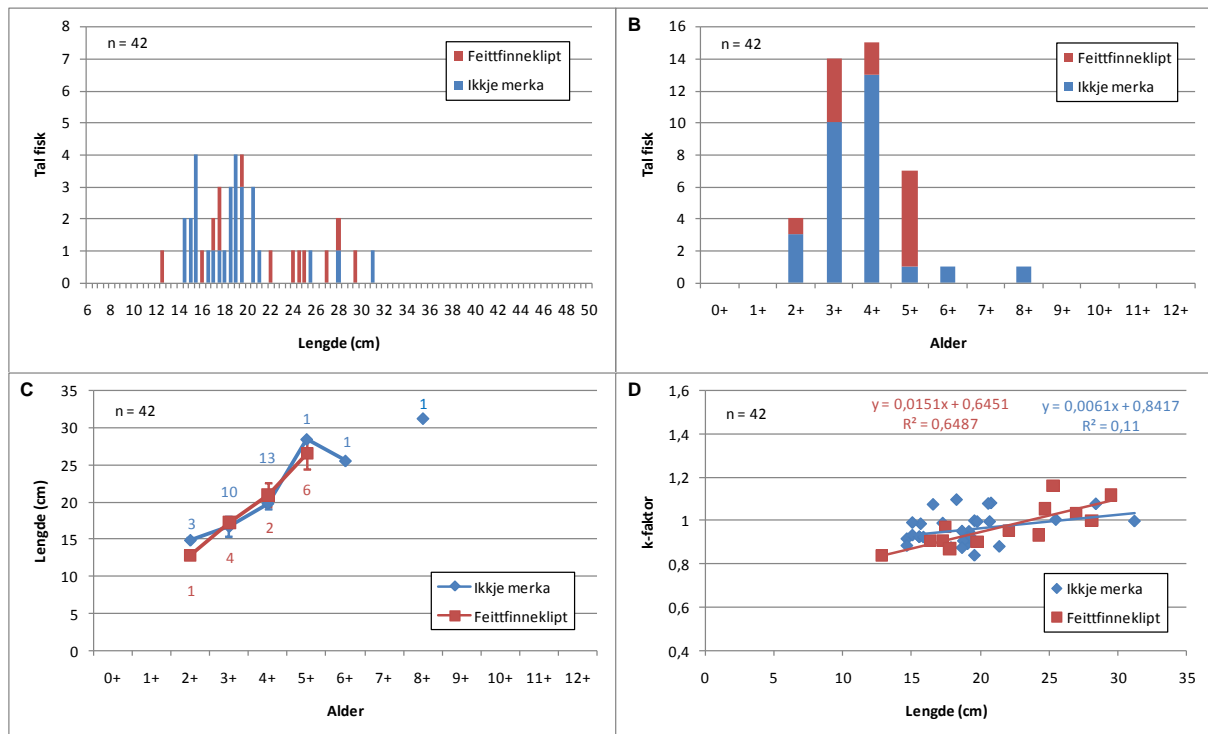 n = 42
Feittfinneklipt
Ikkje merka
Tal fisk
8
7
6
5
4
3
2
1
0
6 8 10 12 14 16 18 20 22 24 26 28 30 32 34 36 38 40 42 44 46 48 50
Lengde (cm)
B
n = 42
Feittfinneklipt
Ikkje merka
Tal fisk
16
14
12
10
8
6
4
2
0
0+ 1+ 2+ 3+ 4+ 5+ 6+ 7+ 8+ 9+ 10+ 11+ 12+
Alder
C
n = 42
Lengde (cm)
35
30
25
20
15
10
5
0
3 10 13 1 1 1
1 4 2 6
Ikkje merka
Feittfinneklipt
0+ 1+ 2+ 3+ 4+ 5+ 6+ 8+ 9+ 10+ 11+ 12+
Alder
D
n = 42
y = 0,0151x + 0,6451
R² = 0,6487
y = 0,0061x + 0,8417
R² = 0,11
k-faktor
1,6
1,4
1,2
1
0,8
0,6
0,4
Ikkje merka
Feittfinneklipt
0 5 10 15 20 25 30 35
Lengde (cm)